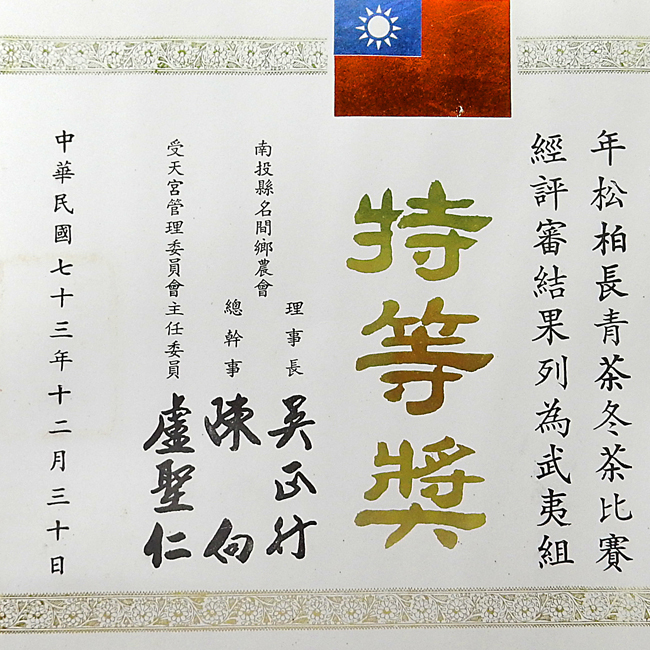 年松柏長青茶冬茶比賽
經評審結果列為武夷組
特等獎
南投縣名間鄉農會
理事長 吳正行
總幹事 陳向
受天宮管理委員會主任委員 盧聖仁
中華民國七十三年十二月三十日